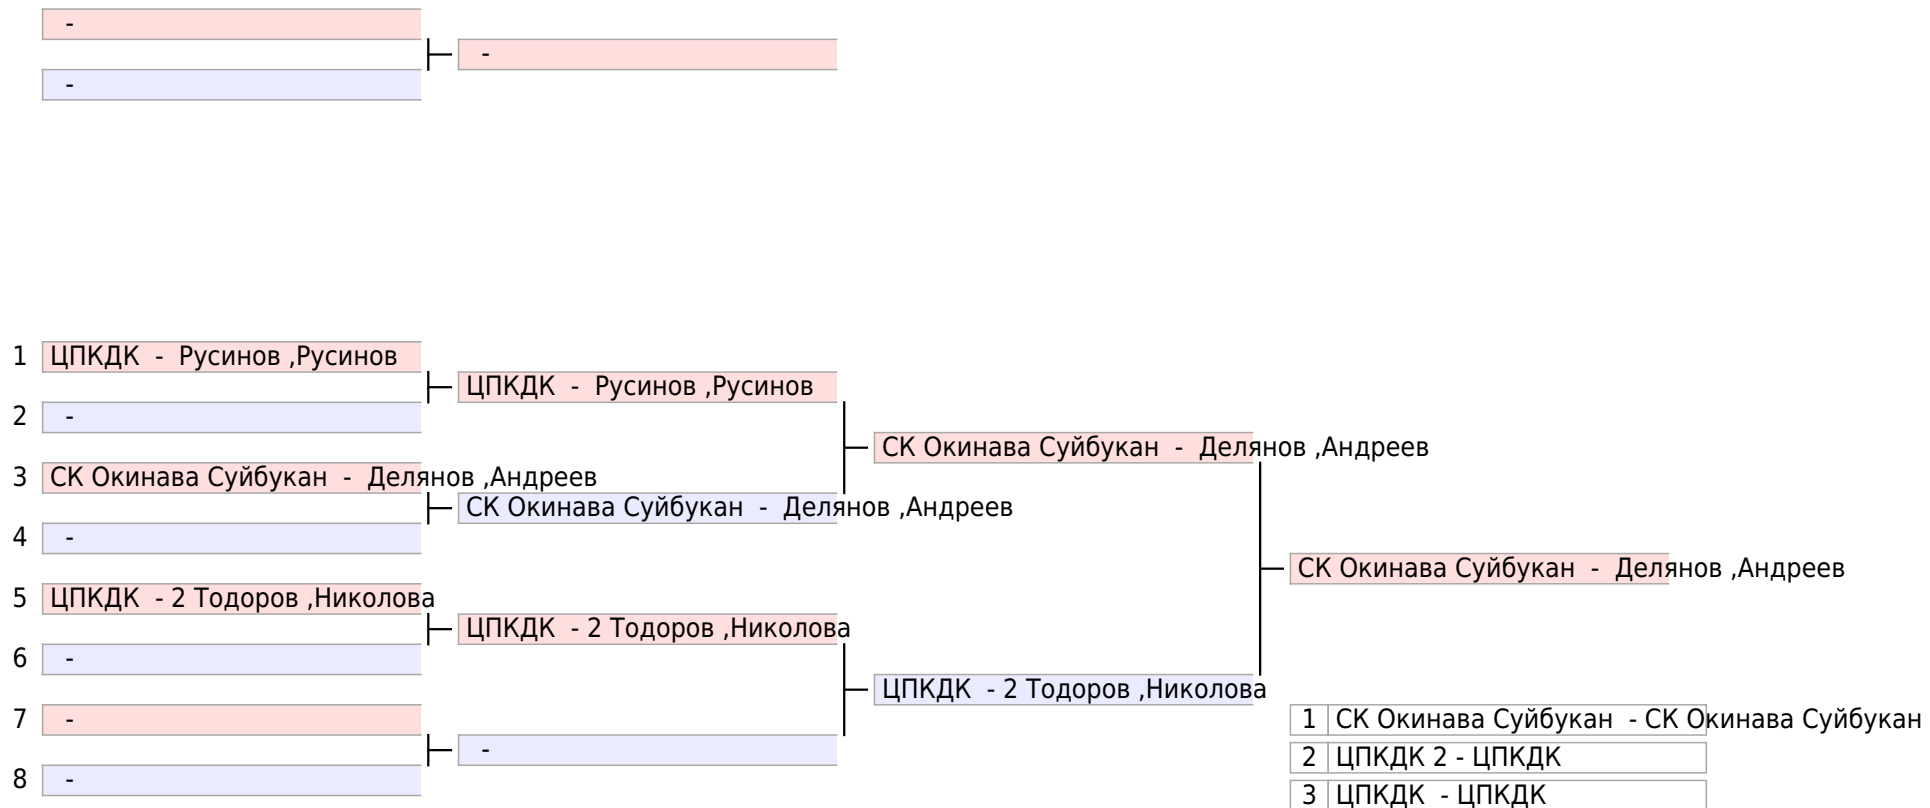 -
-
-
1 ЦПКДК - Русинов ,Русинов
ЦПКДК - Русинов ,Русинов
2 -
СК Окинава Суйбукан - Делянов ,Андреев
3 СК Окинава Суйбукан - Делянов ,Андреев
СК Окинава Суйбукан - Делянов ,Андреев
4 -
СК Окинава Суйбукан - Делянов ,Андреев
5 ЦПКДК - 2 Тодоров ,Николова
ЦПКДК - 2 Тодоров ,Николова
6 -
ЦПКДК - 2 Тодоров ,Николова
7 -
-
8 -
1 СК Окинава Суйбукан - СК Окинава Суйбукан
2 ЦПКДК 2 - ЦПКДК
3 ЦПКДК - ЦПКДК